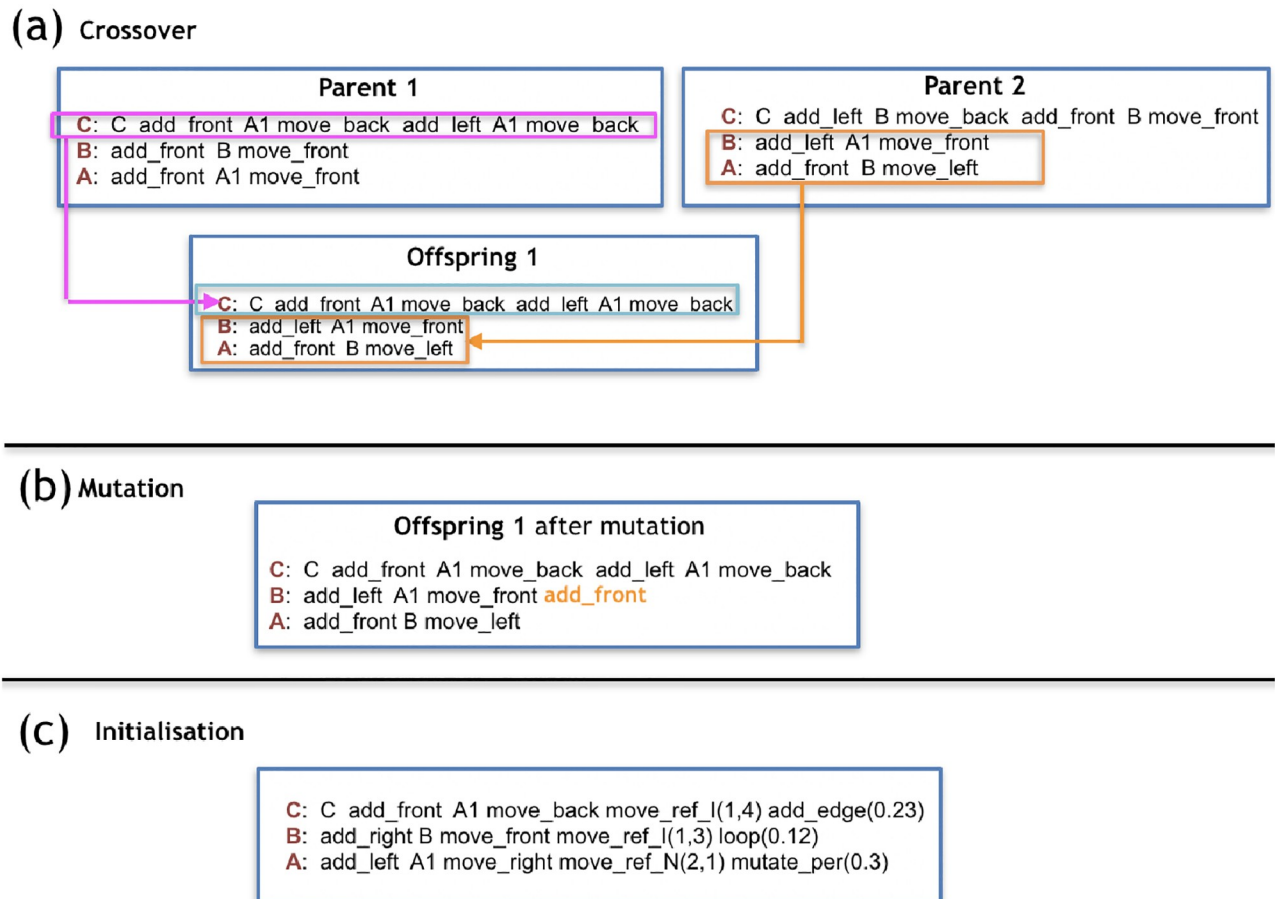 (a) Crossover
Parent 1
C: C add_front A1 move_back add_left A1 move_back
B: add_front B move_front
A: add_front A1 move_front
Parent 2
C: C add_left B move_back add_front B move_front
B: add_left A1 move_front
A: add_front B move_left
Offspring 1
C: C add_front A1 move_back add_left A1 move_back
B: add_left A1 move_front
A: add_front B move_left
(b) Mutation
Offspring 1 after mutation
C: C add_front A1 move_back add_left A1 move_back
B: add_left A1 move_front add_front
A: add_front B move_left
(c) Initialisation
C: C add_front A1 move_back move_ref_I(1,4) add_edge(0.23)
B: add_right B move_front move_ref_I(1,3) loop(0.12)
A: add_left A1 move_right move_ref_N(2,1) mutate_per(0.3)